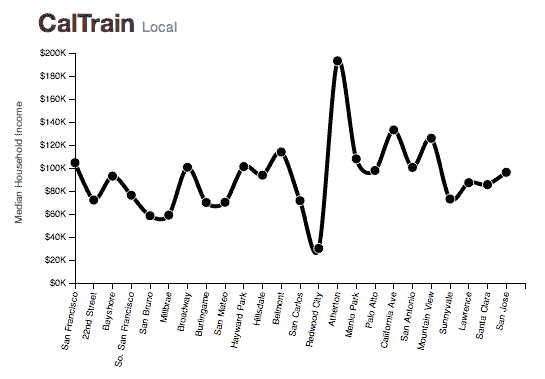 CalTrain Local
Median Household Income
$200K
$180K
$160K
$140K
$120K
$100K
$80K
$60K
$40K
$20K
$0K
San Francisco
22nd Street
Bayshore
So. San Francisco
San Bruno
Millbrae
Broadway
Burlingame
San Mateo
Hayward Park
Hillsdale
Belmont
San Carlos
Redwood City
Atherton
Menlo Park
Palo Alto
California Ave
San Antonio
Mountain View
Sunnyvale
Lawrence
Santa Clara
San Jose